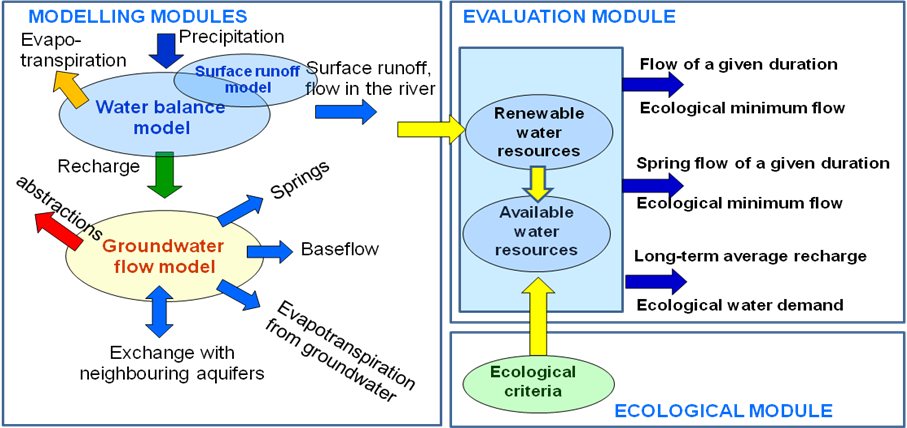 MODELLING MODULES
Evapo-
transpiration
Precipitation
Surface runoff
model
Surface runoff,
flow in the river
Water balance
model
Recharge
abstractions
Springs
Groundwater
flow model
Baseflow
Evapotranspiration
from groundwater
Exchange with
neighbouring aquifers
EVALUATION MODULE
Renewable
water
resources
Available
water
resources
Flow of a given duration
Ecological minimum flow
Spring flow of a given duration
Ecological minimum flow
Long-term average recharge
Ecological water demand
Ecological
criteria
ECOLOGICAL MODULE